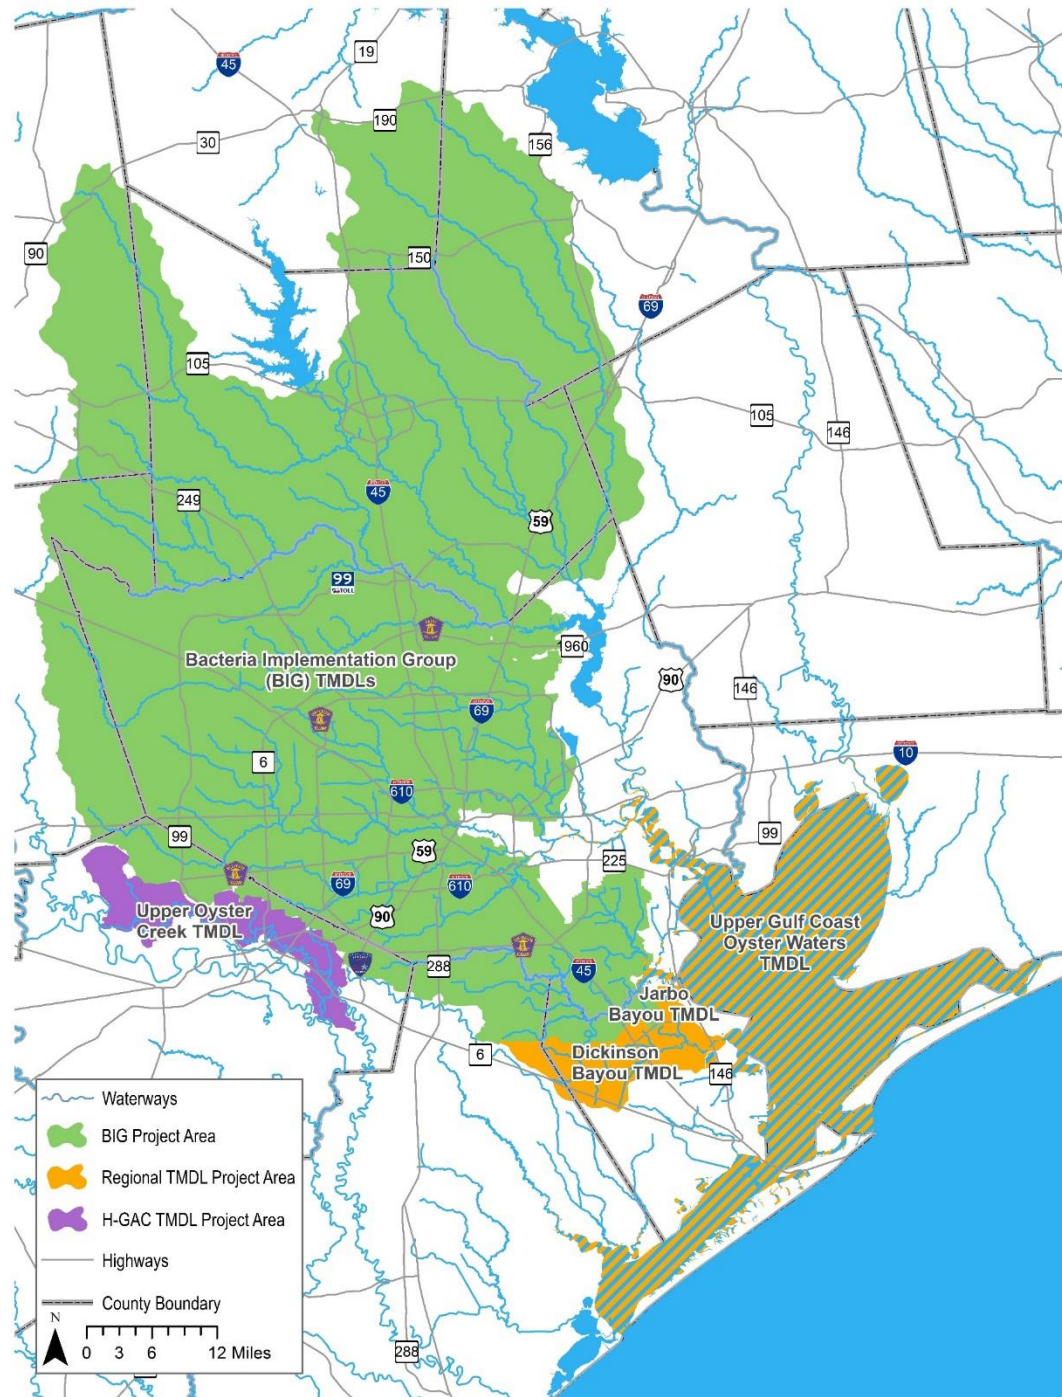 45
19
190
30
156
90
150
69
105
105
146
45
249
59
99
TOLL
960
Bacteria Implementation Group
(BIG) TMDLs
90
146
69
6
10
610
99
99
59
225
69
610
90
Upper Oyster
Creek TMDL
Upper Gulf Coast
Oyster Waters
TMDL
288
45
Jarbo
Bayou TMDL
6
Dickinson
Bayou TMDL
146
Waterways
BIG Project Area
Regional TMDL Project Area
H-GAC TMDL Project Area
Highways
County Boundary
N
0 3 6 12 Miles
288